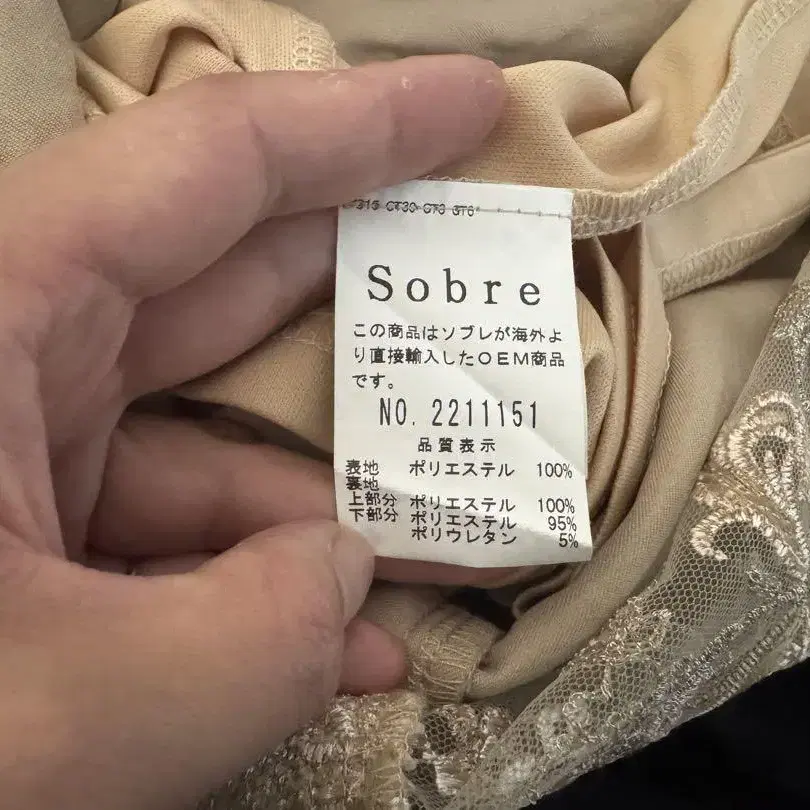 Sobre
この商品はソブレが海外よ
り直接輸入したOEM商品
です。
NO. 2211151
品質表示
表地 ポリエステル 100%
裏地
上部分 ポリエステル 100%
下部分 ポリエステル 95%
ポリウレタン 5%